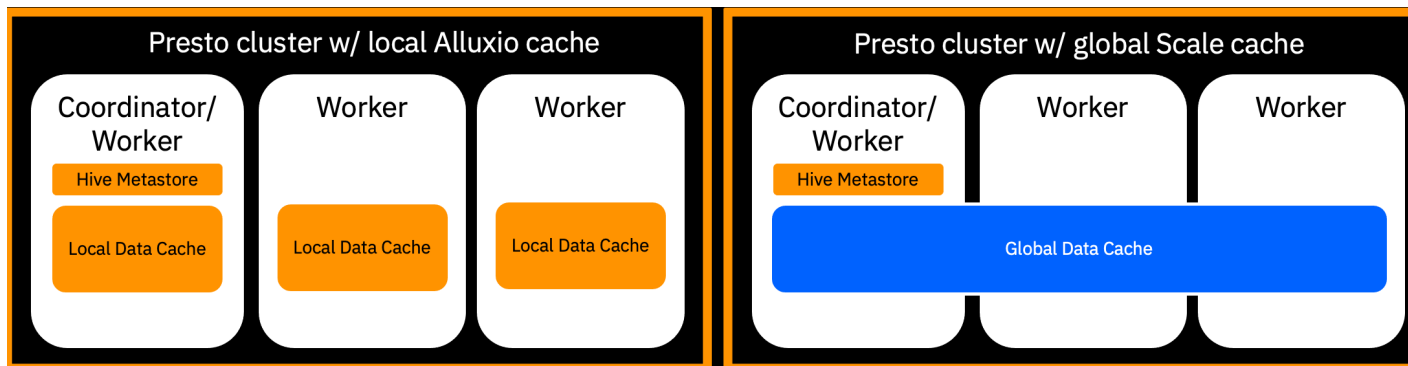 Presto cluster w/ local Alluxio cache
Coordinator/
Worker
Hive Metastore
Local Data Cache
Worker
Local Data Cache
Worker
Local Data Cache
Presto cluster w/ global Scale cache
Coordinator/
Worker
Hive Metastore
Worker
Worker
Global Data Cache